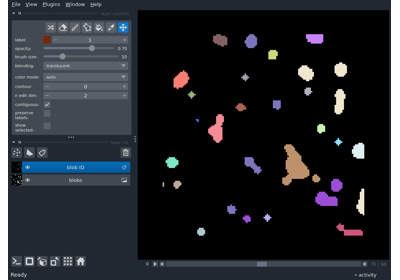 File View Plugins Window Help
label: 1
opacity: 0.70
brush size: 10
blending: translucent
color mode: auto
contour: 0
n edit dim: 2
contiguous: ✓
preserve labels:
show selected:
blob ID
blobs
Ready
activity